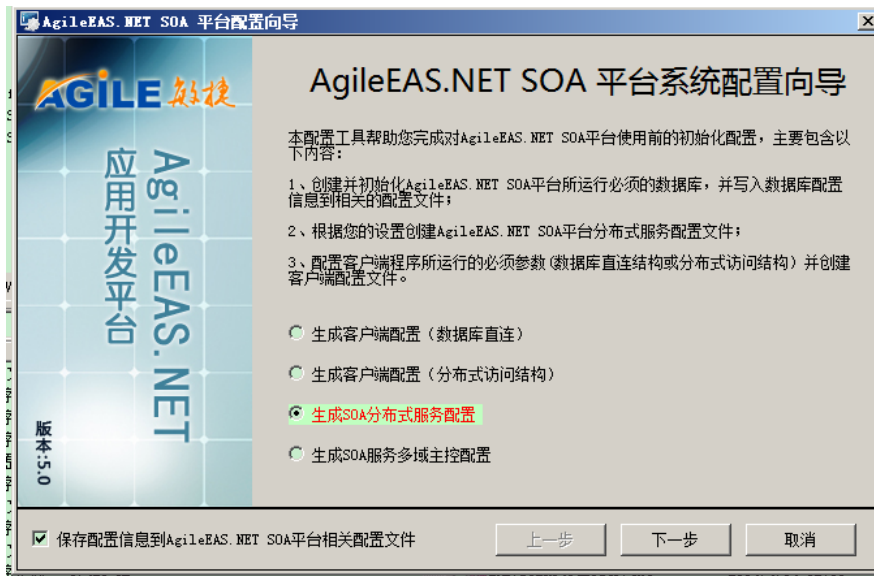 AgileEAS.NET SOA 平台配置向导
AGILE 敏捷
AgileEAS.NET
应用开发平台
版本:5.0
AgileEAS.NET SOA 平台系统配置向导
本配置工具帮助您完成对AgileEAS.NET SOA平台使用前的初始化配置，主要包含以
下内容：
1、创建并初始化AgileEAS.NET SOA平台所运行必须的数据库，并写入数据库配置
信息到相关的配置文件；
2、根据您的设置创建AgileEAS.NET SOA平台分布式服务配置文件；
3、配置客户端程序所运行的必须参数(数据库直连结构或分布式访问结构）并创建
客户端配置文件。
生成客户端配置（数据库直连）
生成客户端配置（分布式访问结构）
生成SOA分布式服务配置
生成SOA服务多域主控配置
保存配置信息到AgileEAS.NET SOA平台相关配置文件
上一步
下一步
取消